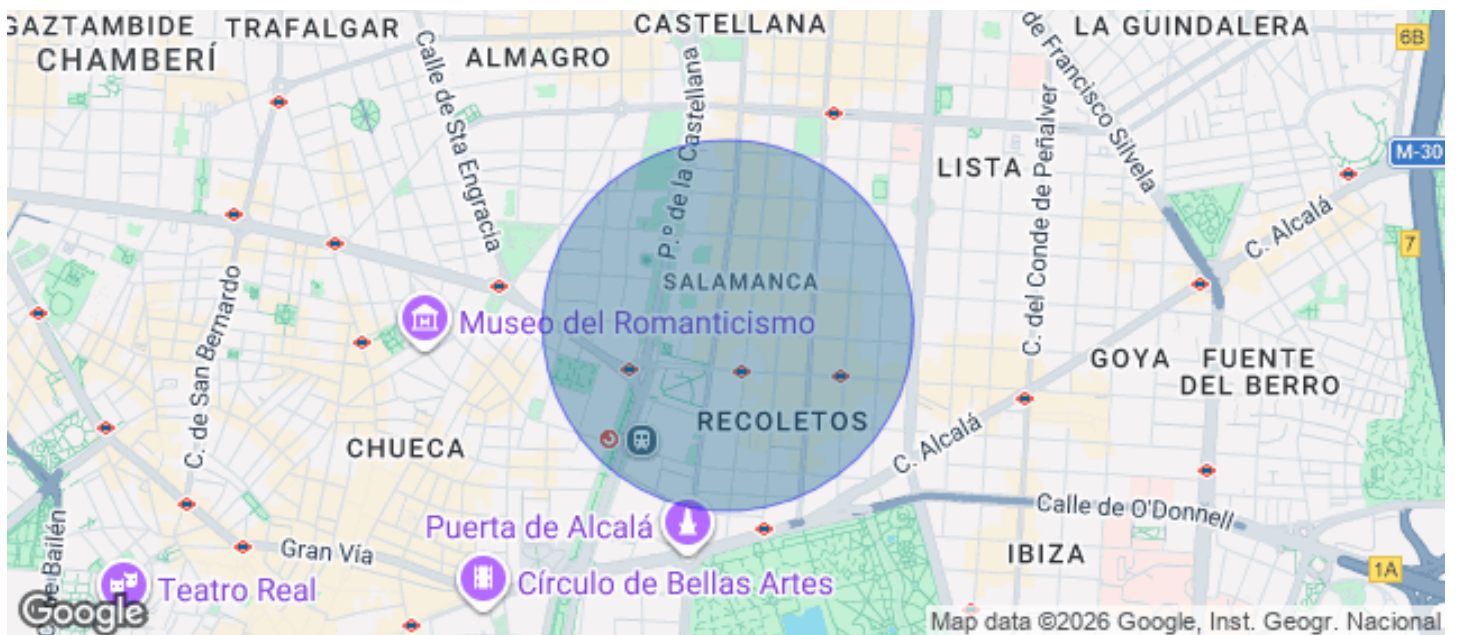 GAZTAMBIDE
TRAFALGAR
CASTELLANA
LA GUINDALERA
6B
CHAMBERÍ
ALMAGRO
Calle de Sta Engracia
P.º de la Castellana
de Francisco Silvela
C. del Conde de Peñalver
LISTA
M-30
C. Alcalá
7
SALAMANCA
C. de San Bernardo
Museo del Romanticismo
GOYA
FUENTE
DEL BERRO
RECOLETOS
CHUECA
C. Alcalá
Puerta de Alcalá
Calle de O'Donnell
Gran Vía
IBIZA
de Bailén
Teatro Real
Círculo de Bellas Artes
1A
Google
Map data ©2026 Google, Inst. Geogr. Nacional